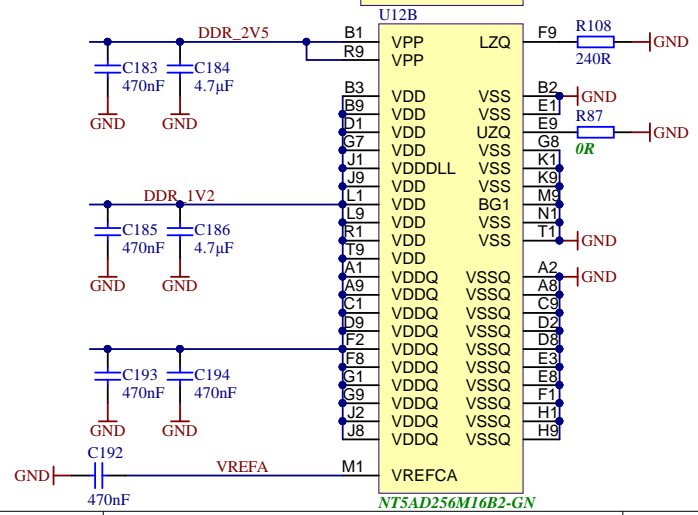 U12B
DDR_2V5
B1 VPP LZQ F9 R108 GND
R9 VPP 240R
C183 C184
470nF 4.7µF
GND GND
B3 VDD VSS B2 GND
B9 VDD VSS E1
D1 VDD UZQ E9 R87 GND
0R
G7 VDD VSS G8
J1 VDDDLL VSS K1
J9 VDD VSS K9
DDR_1V2
L1 VDD BG1 M9
L9 VDD VSS N1
R1 VDD VSS T1 GND
T9 VDD
C185 C186
470nF 4.7µF
GND GND
A1 VDDQ VSSQ A2 GND
A9 VDDQ VSSQ A8
C1 VDDQ VSSQ C9
D9 VDDQ VSSQ D2
F2 VDDQ VSSQ D8
F8 VDDQ VSSQ E3
G1 VDDQ VSSQ E8
G9 VDDQ VSSQ F1
J2 VDDQ VSSQ H1
J8 VDDQ VSSQ H9
C193 C194
470nF 470nF
GND GND
C192
GND VREFA M1 VREFCA
470nF
NT5AD256M16B2-GN